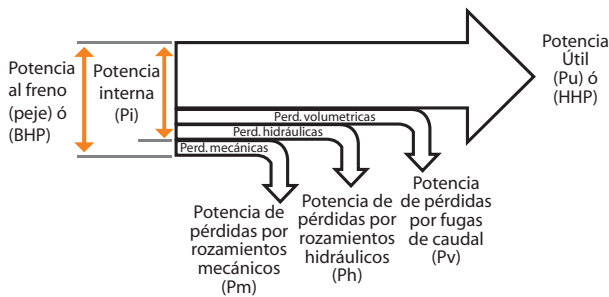 Potencia
al freno
(peje) ó
(BHP)
Potencia
interna
(Pi)
Perd. volumetricas
Perd. hidráulicas
Perd. mecánicas
Potencia
Útil
(Pu) ó
(HHP)
Potencia de
pérdidas por
rozamientos
mecánicos
(Pm)
Potencia de
pérdidas por
rozamientos
hidráulicos
(Ph)
Potencia
de pérdidas
por fugas
de caudal
(Pv)